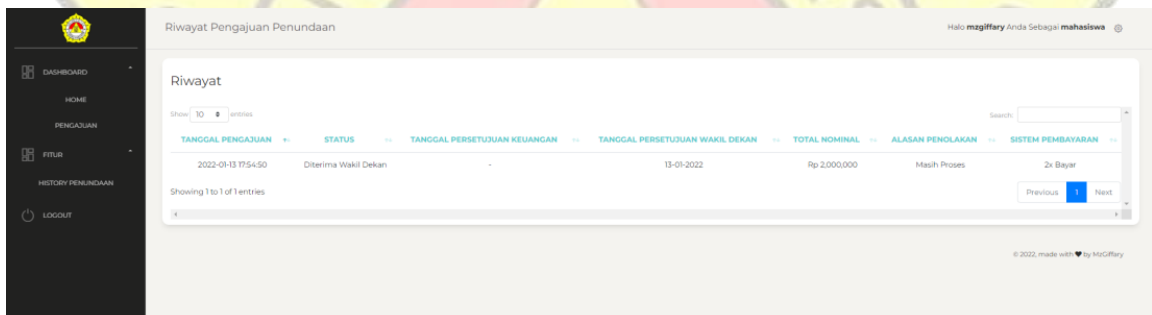 Riwayat Pengajuan Penundaan
Halo mzgiffary Anda Sebagai mahasiswa
DASHBOARD
HOME
PENGAJUAN
FITUR
HISTORY PENUNDAAN
LOGOUT
Riwayat
Show 10 entries
Search:
TANGGAL PENGAJUAN STATUS TANGGAL PERSETUJUAN KEUANGAN TANGGAL PERSETUJUAN WAKIL DEKAN TOTAL NOMINAL ALASAN PENOLAKAN SISTEM PEMBAYARAN
2022-01-13 17:54:50 Diterima Wakil Dekan - 13-01-2022 Rp 2,000,000 Masih Proses 2x Bayar
Showing 1 to 1 of 1 entries
Previous 1 Next
© 2022, made with ♥ by MzGiffary